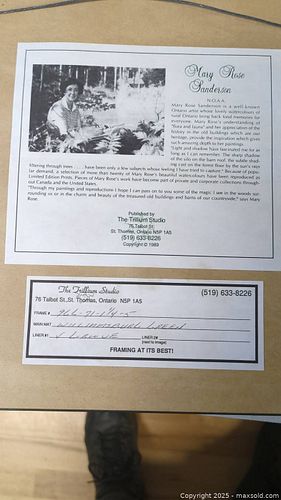 Mary Rose
Sanderson
N.O.A.A.
Mary Rose Sanderson is a well-known
Ontario artist whose lovely watercolours of
rural Ontario bring back fond memories for
everyone. Mary Rose's understanding of
"flora and fauna" and her appreciation of the
history in the old buildings which are our
heritage, provide the inspiration which gives
such amazing depth to her paintings.
"Light and shadow have fascinated me for as
long as I can remember. The sharp shadow
of the silo on the barn roof, the subtle shad-
ing cast on the forest floor by the sun's rays
filtering through trees . . . have been only a few subjects whose feeling I have tried to capture." Because of popu-
lar demand, a selection of more than twenty of Mary Rose's beautiful watercolours have been reproduced as
Limited Edition Prints. Pieces of Mary Rose's work have become part of private and corporate collections through-
out Canada and the United States.
"Through my paintings and reproductions I hope I can pass on to you some of the magic I see in the woods sur-
rounding us or in the charm and beauty of the treasured old buildings and barns of our countryside," says Mary
Rose.
Published by
The Trillium Studio
76 Talbot St.
St. Thomas, Ontario N5P 1A5
(519) 633-8226
Copyright © 1989
The Trillium Studio
(519) 633-8226
76 Talbot St., St. Thomas, Ontario N5P 1A5
FRAME #
MAIN MAT WILLIAMSBURG GREEN
LINER #1
LINER #2
(next to image)
FRAMING AT ITS BEST!
Copyright © 2025 - maxsold.com